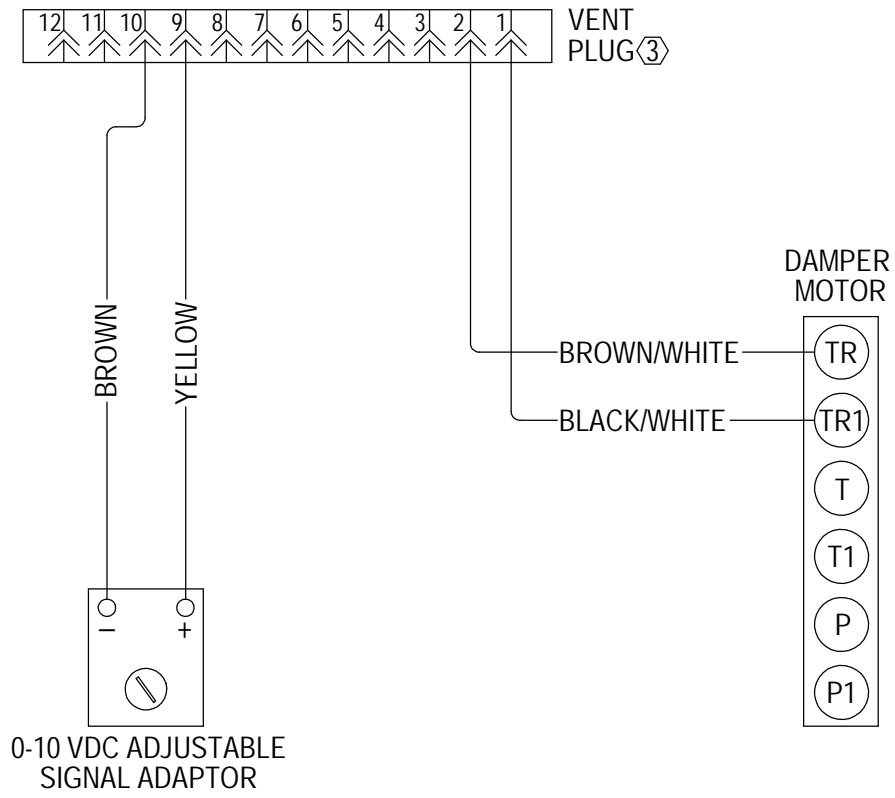 12 11 10 9 8 7 6 5 4 3 2 1
VENT
PLUG 3
DAMPER
MOTOR
BROWN
YELLOW
BROWN/WHITE
TR
BLACK/WHITE
TR1
T
T1
P
P1
– +
0-10 VDC ADJUSTABLE
SIGNAL ADAPTOR